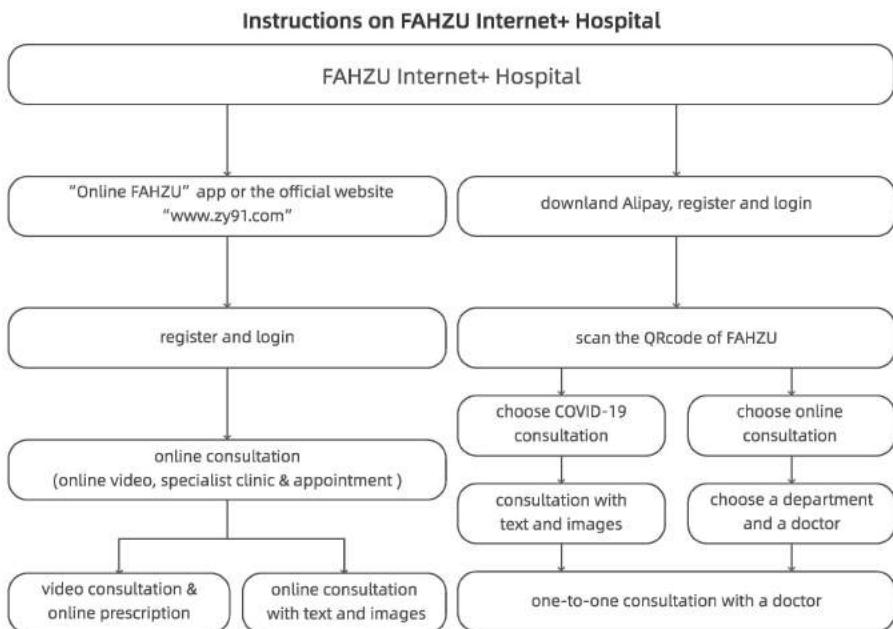 Instructions on FAHZU Internet+ Hospital
FAHZU Internet+ Hospital
“Online FAHZU” app or the official website
“www.zy91.com”
downland Alipay, register and login
register and login
scan the QRcode of FAHZU
choose COVID-19
consultation
choose online
consultation
online consultation
(online video, specialist clinic & appointment )
consultation with
text and images
choose a department
and a doctor
video consultation &
online prescription
online consultation
with text and images
one-to-one consultation with a doctor